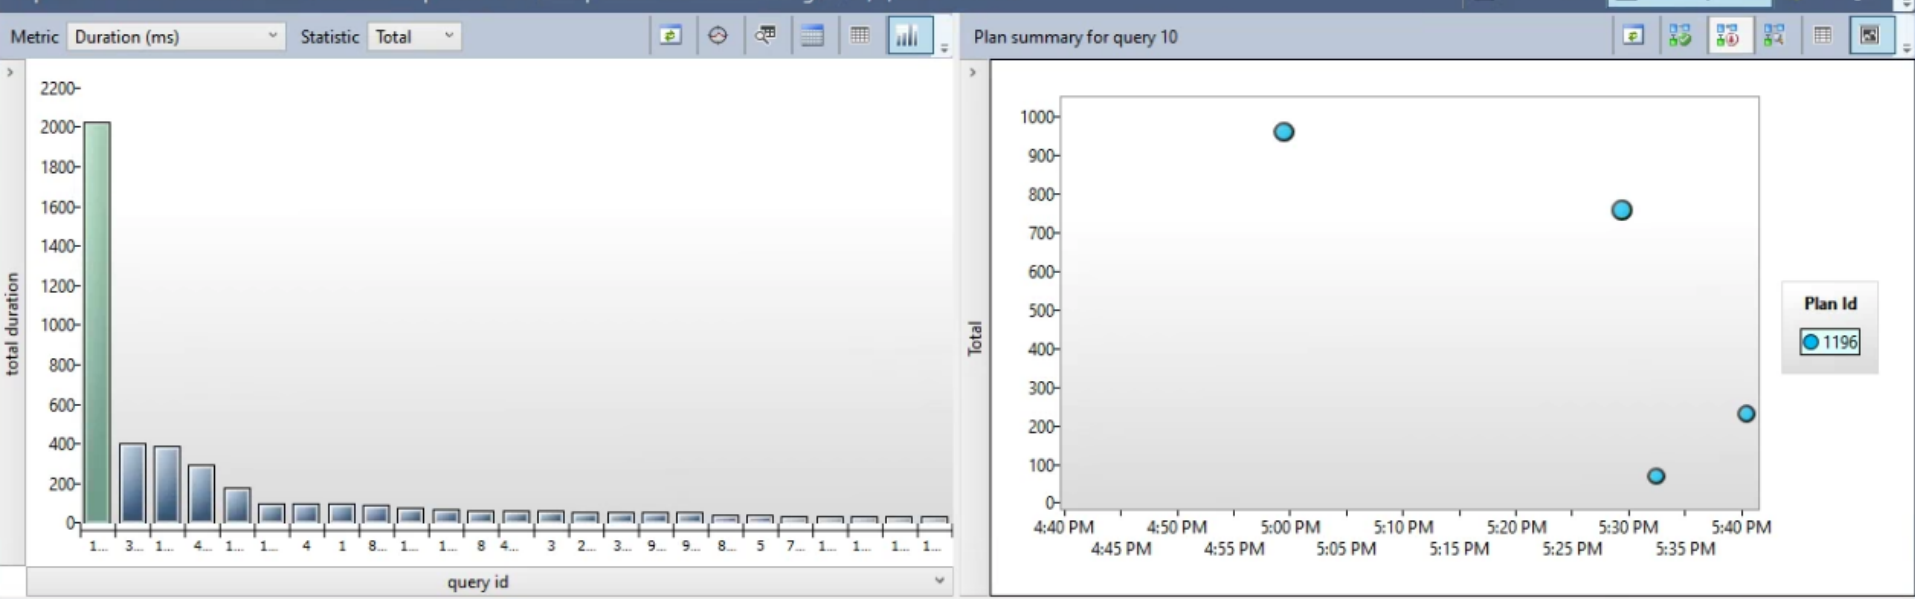 Metric Duration (ms) Statistic Total
2200
2000
1800
1600
1400
1200
1000
800
600
400
200
0
total duration
1... 3... 1... 4... 1... 1... 4 1 8... 1... 1... 8 4... 3 2... 3... 9... 9... 8... 5 7... 1... 1... 1... 1...
query id
Plan summary for query 10
1000
900
800
700
600
500
400
300
200
100
0
Total
4:40 PM 4:50 PM 5:00 PM 5:10 PM 5:20 PM 5:30 PM 5:40 PM
4:45 PM 4:55 PM 5:05 PM 5:15 PM 5:25 PM 5:35 PM
Plan Id
1196